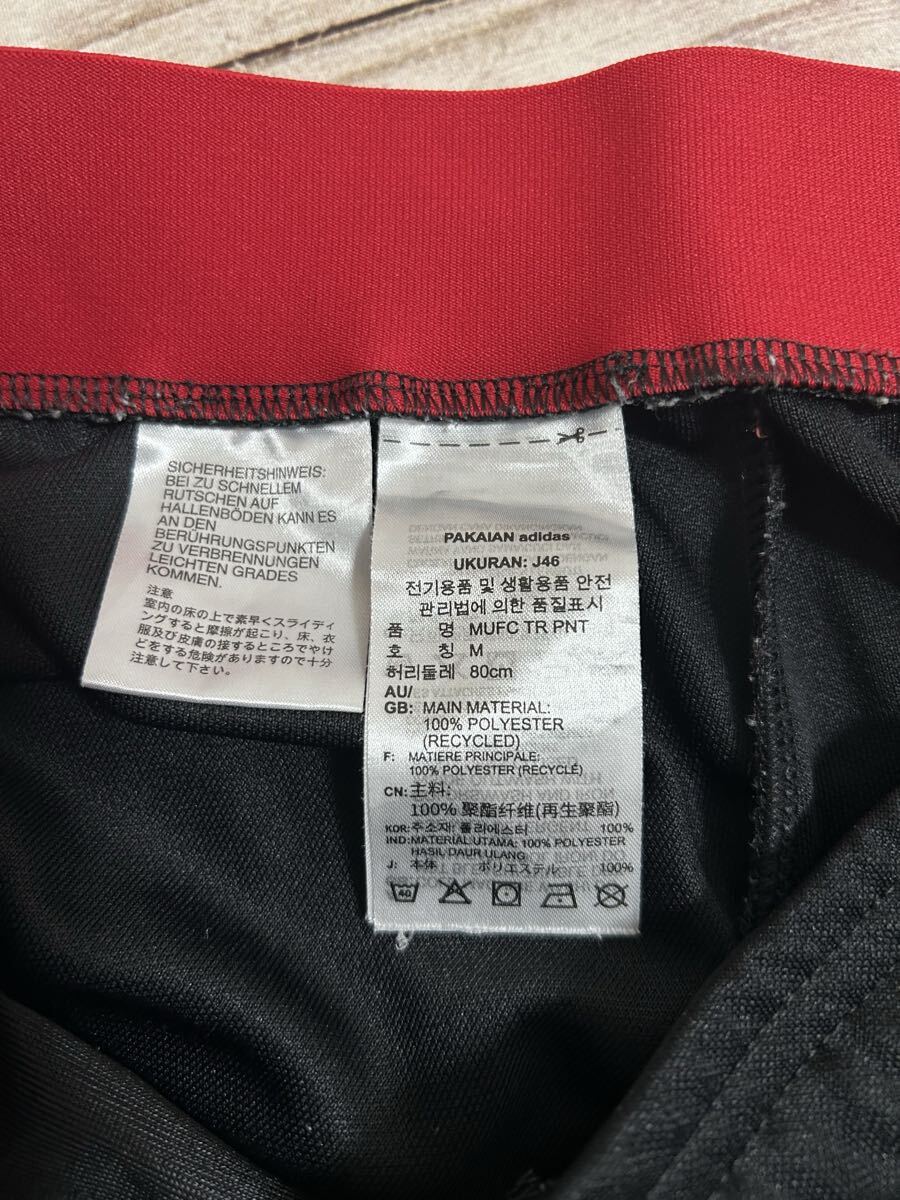 SICHERHEITSHINWEIS:
BEI ZU SCHNELLEM
RUTSCHEN AUF
HALLENBÖDEN KANN ES
AN DEN
BERÜHRUNGSPUNKTEN
ZU VERBRENNUNGEN
LEICHTEN GRADES
KOMMEN.
注意
室内の床の上で素早くスライディ
ングすると摩擦が起こり、床、衣
服及び皮膚の接するところでやけ
どをする危険がありますので十分
注意して下さい。
PAKAIAN adidas
UKURAN: J46
전기용품 및 생활용품 안전
관리법에 의한 품질표시
품 명 MUFC TR PNT
호 칭 M
허리둘레 80cm
AU/
GB: MAIN MATERIAL:
100% POLYESTER
(RECYCLED)
F: MATIERE PRINCIPALE:
100% POLYESTER (RECYCLÉ)
CN: 主料:
100% 聚酯纤维(再生聚酯)
KOR: 주소재: 폴리에스터 100%
IND: MATERIAL UTAMA: 100% POLYESTER
HASIL DAUR ULANG
J: 本体 ポリエステル 100%
40